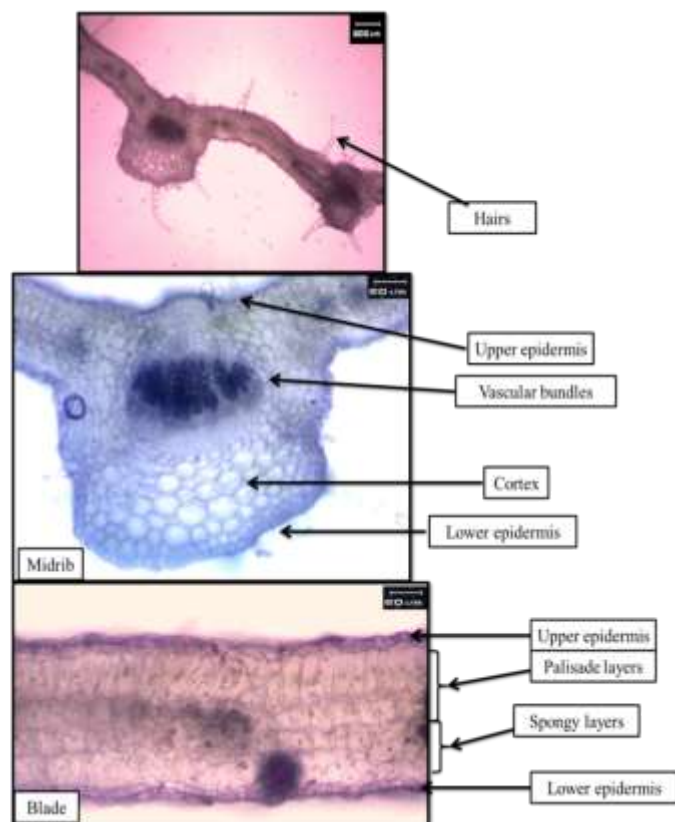 Hairs
Upper epidermis
Vascular bundles
Cortex
Lower epidermis
Midrib
Upper epidermis
Palisade layers
Spongy layers
Lower epidermis
Blade